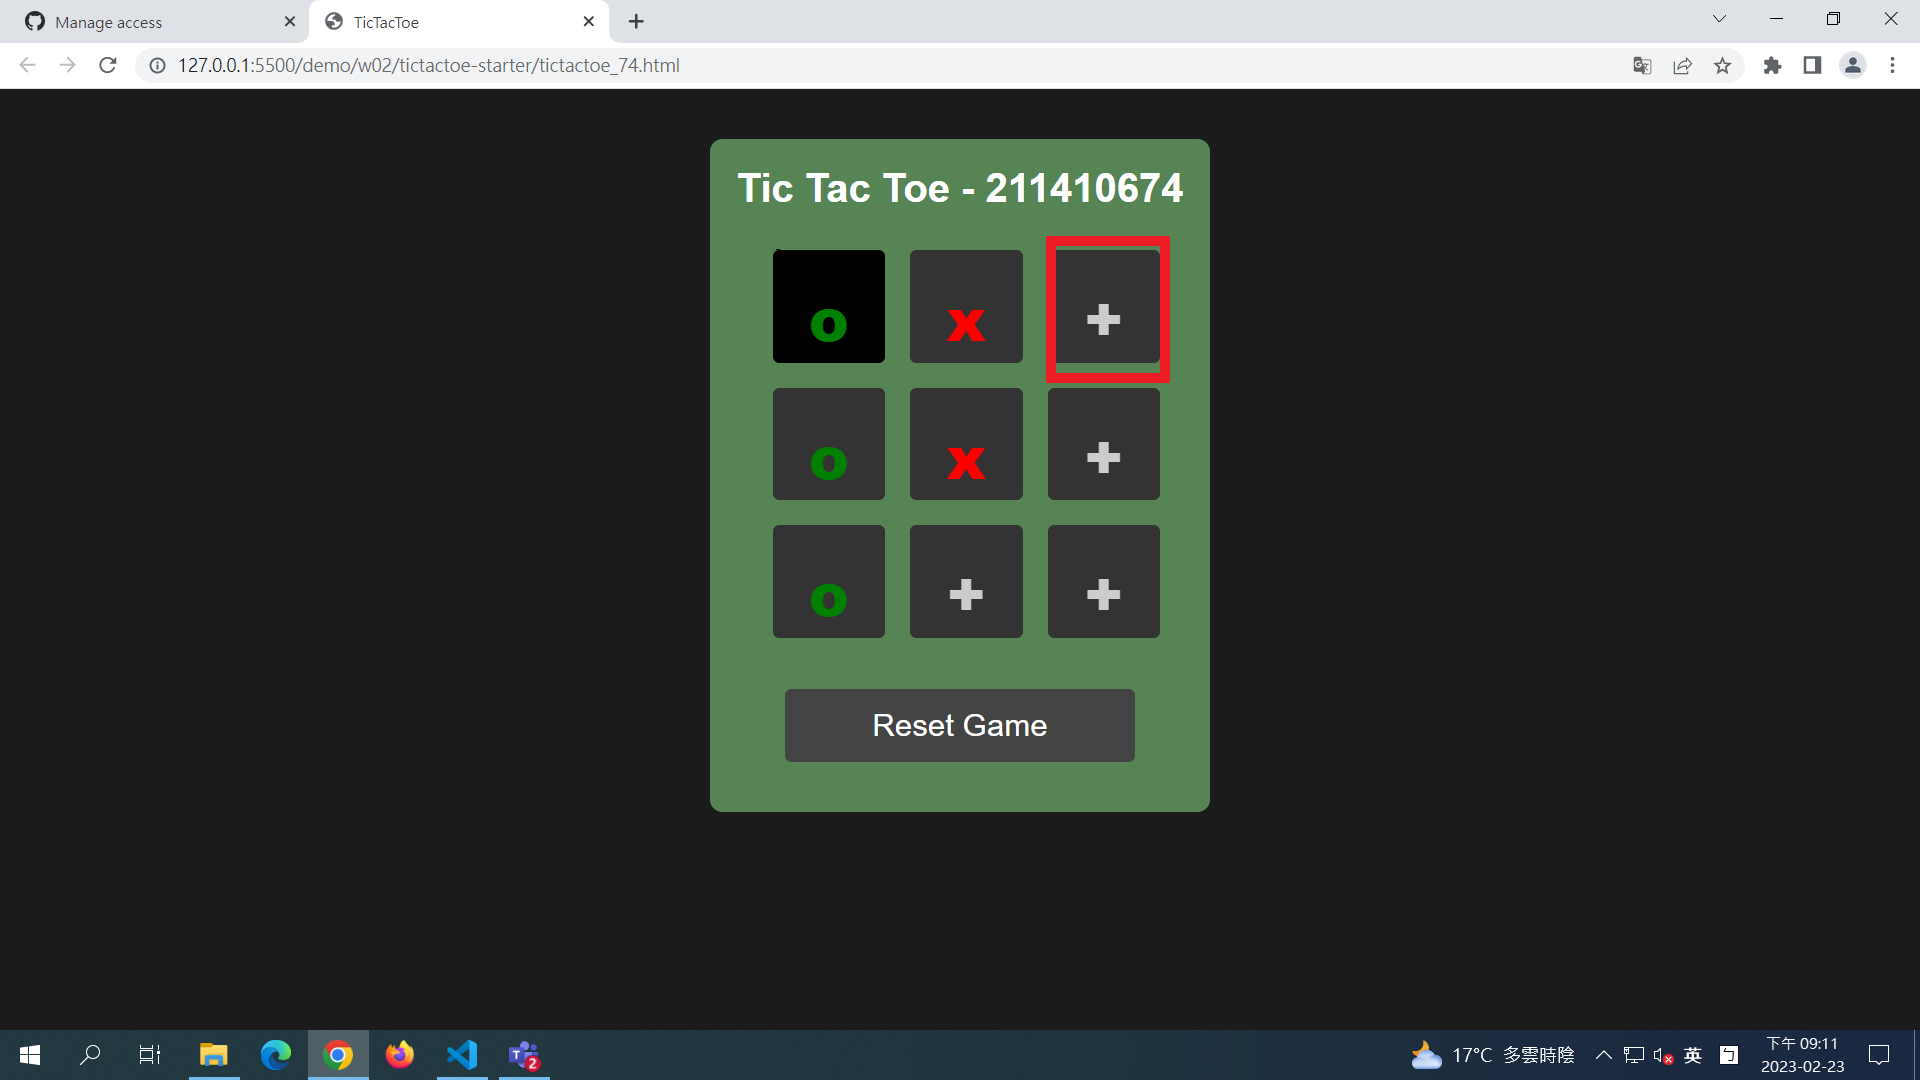 Manage access
TicTacToe
127.0.0.1:5500/demo/w02/tictactoe-starter/tictactoe_74.html
Tic Tac Toe - 211410674
o x +
o x +
o + +
Reset Game
T 2
17°C 多雲時陰
英
ㄅ
下午 09:11
2023-02-23